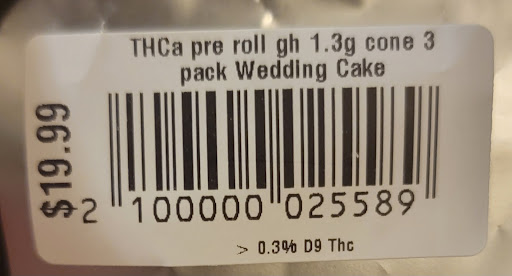 THCa pre roll gh 1.3g cone 3
pack Wedding Cake
$19.99
2 100000 025589
> 0.3% D9 Thc